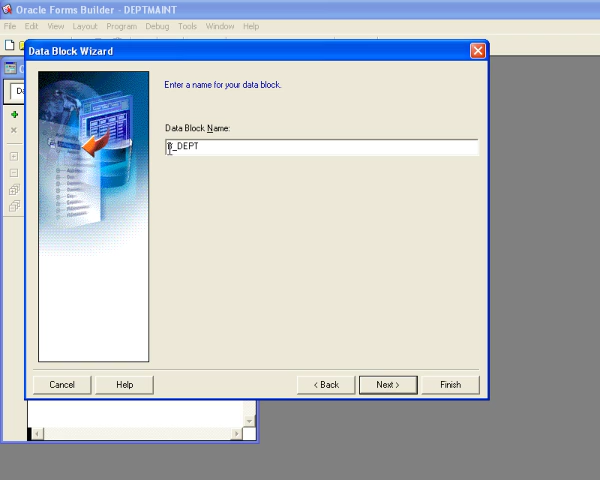 Oracle Forms Builder - DEPTMAINT
File Edit View Layout Program Debug Tools Window Help
Data Block Wizard
Enter a name for your data block.
Data Block Name:
B_DEPT
Cancel Help < Back Next > Finish